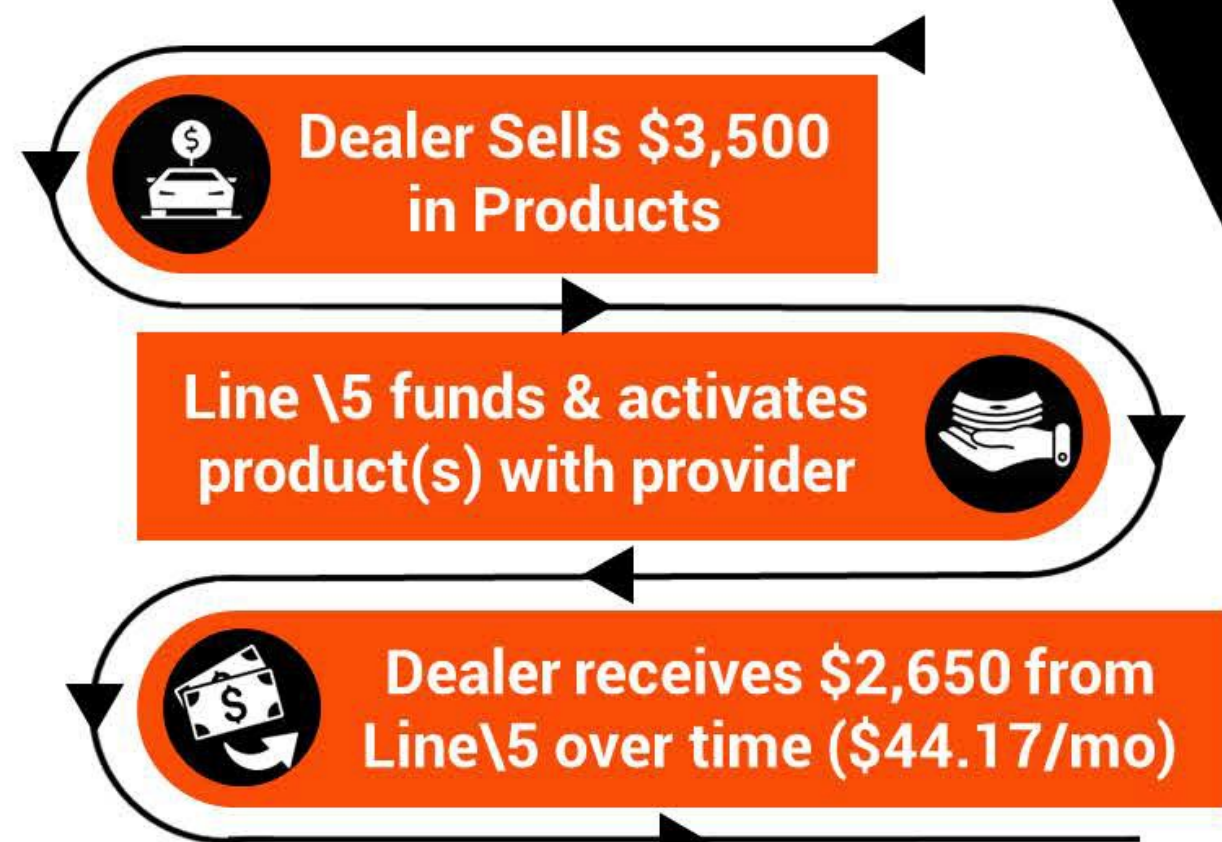 $
Dealer Sells $3,500
in Products
Line \5 funds & activates
product(s) with provider
$
Dealer receives $2,650 from
Line\5 over time ($44.17/mo)